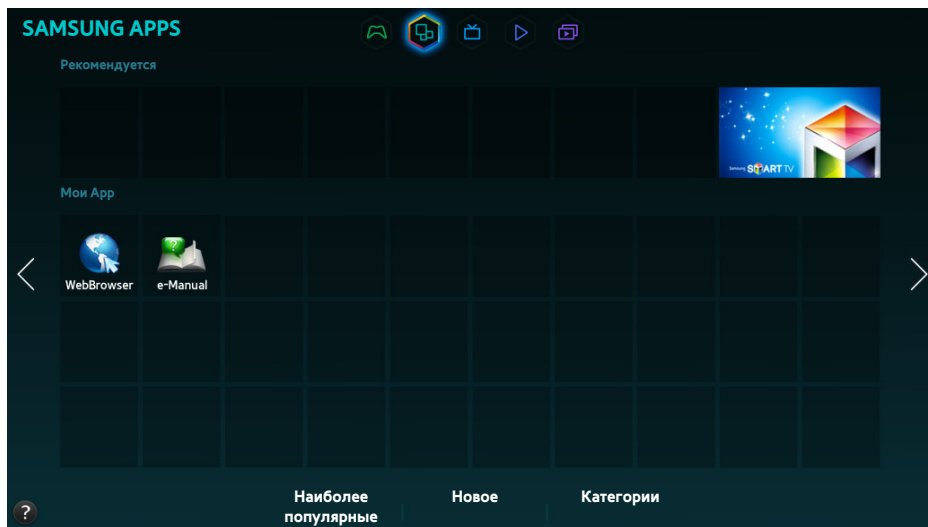 SAMSUNG APPS
Рекомендуется
Samsung SMART TV
Мои App
WebBrowser
e-Manual
Наиболее
популярные
Новое
Категории
?